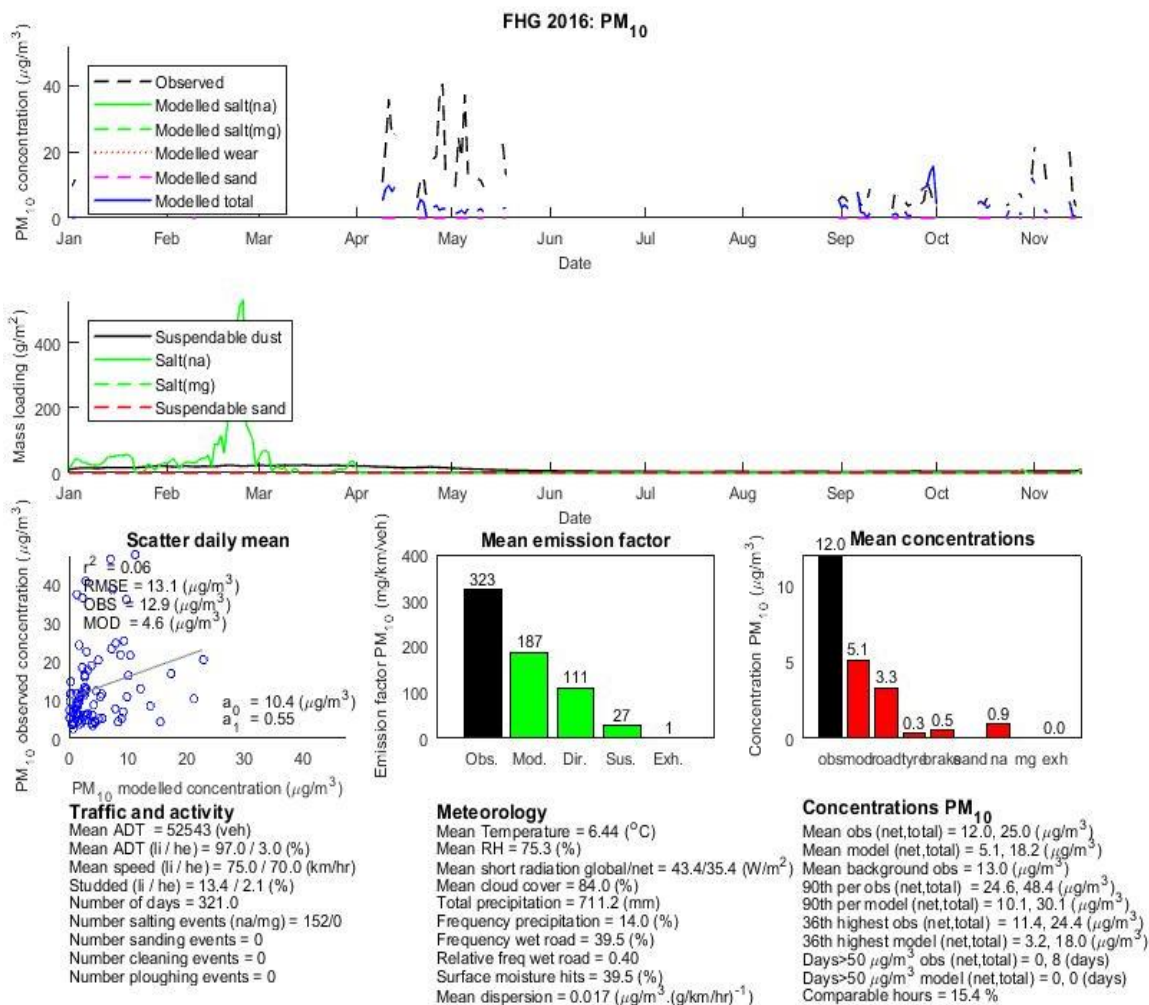 FHG 2016: PM10
PM10 concentration (μg/m³)
40
20
0
Observed
Modelled salt(na)
Modelled salt(mg)
Modelled wear
Modelled sand
Modelled total
Jan Feb Mar Apr May Jun Jul Aug Sep Oct Nov
Date
Mass loading (g/m²)
400
200
0
Suspendable dust
Salt(na)
Salt(mg)
Suspendable sand
Jan Feb Mar Apr May Jun Jul Aug Sep Oct Nov
Date
Scatter daily mean
PM10 observed concentration (μg/m³)
40
30
20
10
0
r² = 0.06
RMSE = 13.1 (μg/m³)
OBS = 12.9 (μg/m³)
MOD = 4.6 (μg/m³)
a0 = 10.4 (μg/m³)
a1 = 0.55
0 10 20 30 40
PM10 modelled concentration (μg/m³)
Mean emission factor
Emission factor PM10 (mg/km/veh)
400
300
200
100
0
323
187
111
27
1
Obs. Mod. Dir. Sus. Exh.
Mean concentrations
Concentration PM10 (μg/m³)
10
5
0
12.0
5.1
3.3
0.3
0.5
0.9
0.0
obs mod road tyre brake sand na mg exh
Traffic and activity
Mean ADT = 52543 (veh)
Mean ADT (li / he) = 97.0 / 3.0 (%)
Mean speed (li / he) = 75.0 / 70.0 (km/hr)
Studded (li / he) = 13.4 / 2.1 (%)
Number of days = 321.0
Number salting events (na/mg) = 152/0
Number sanding events = 0
Number cleaning events = 0
Number ploughing events = 0
Meteorology
Mean Temperature = 6.44 (°C)
Mean RH = 75.3 (%)
Mean short radiation global/net = 43.4/35.4 (W/m²)
Mean cloud cover = 84.0 (%)
Total precipitation = 711.2 (mm)
Frequency precipitation = 14.0 (%)
Frequency wet road = 39.5 (%)
Relative freq wet road = 0.40
Surface moisture hits = 39.5 (%)
Mean dispersion = 0.017 (μg/m³.(g/km/hr)⁻¹)
Concentrations PM10
Mean obs (net,total) = 12.0, 25.0 (μg/m³)
Mean model (net,total) = 5.1, 18.2 (μg/m³)
Mean background obs = 13.0 (μg/m³)
90th per obs (net,total) = 24.6, 48.4 (μg/m³)
90th per model (net,total) = 10.1, 30.1 (μg/m³)
36th highest obs (net,total) = 11.4, 24.4 (μg/m³)
36th highest model (net,total) = 3.2, 18.0 (μg/m³)
Days>50 μg/m³ obs (net,total) = 0, 8 (days)
Days>50 μg/m³ model (net,total) = 0, 0 (days)
Comparable hours = 15.4 %